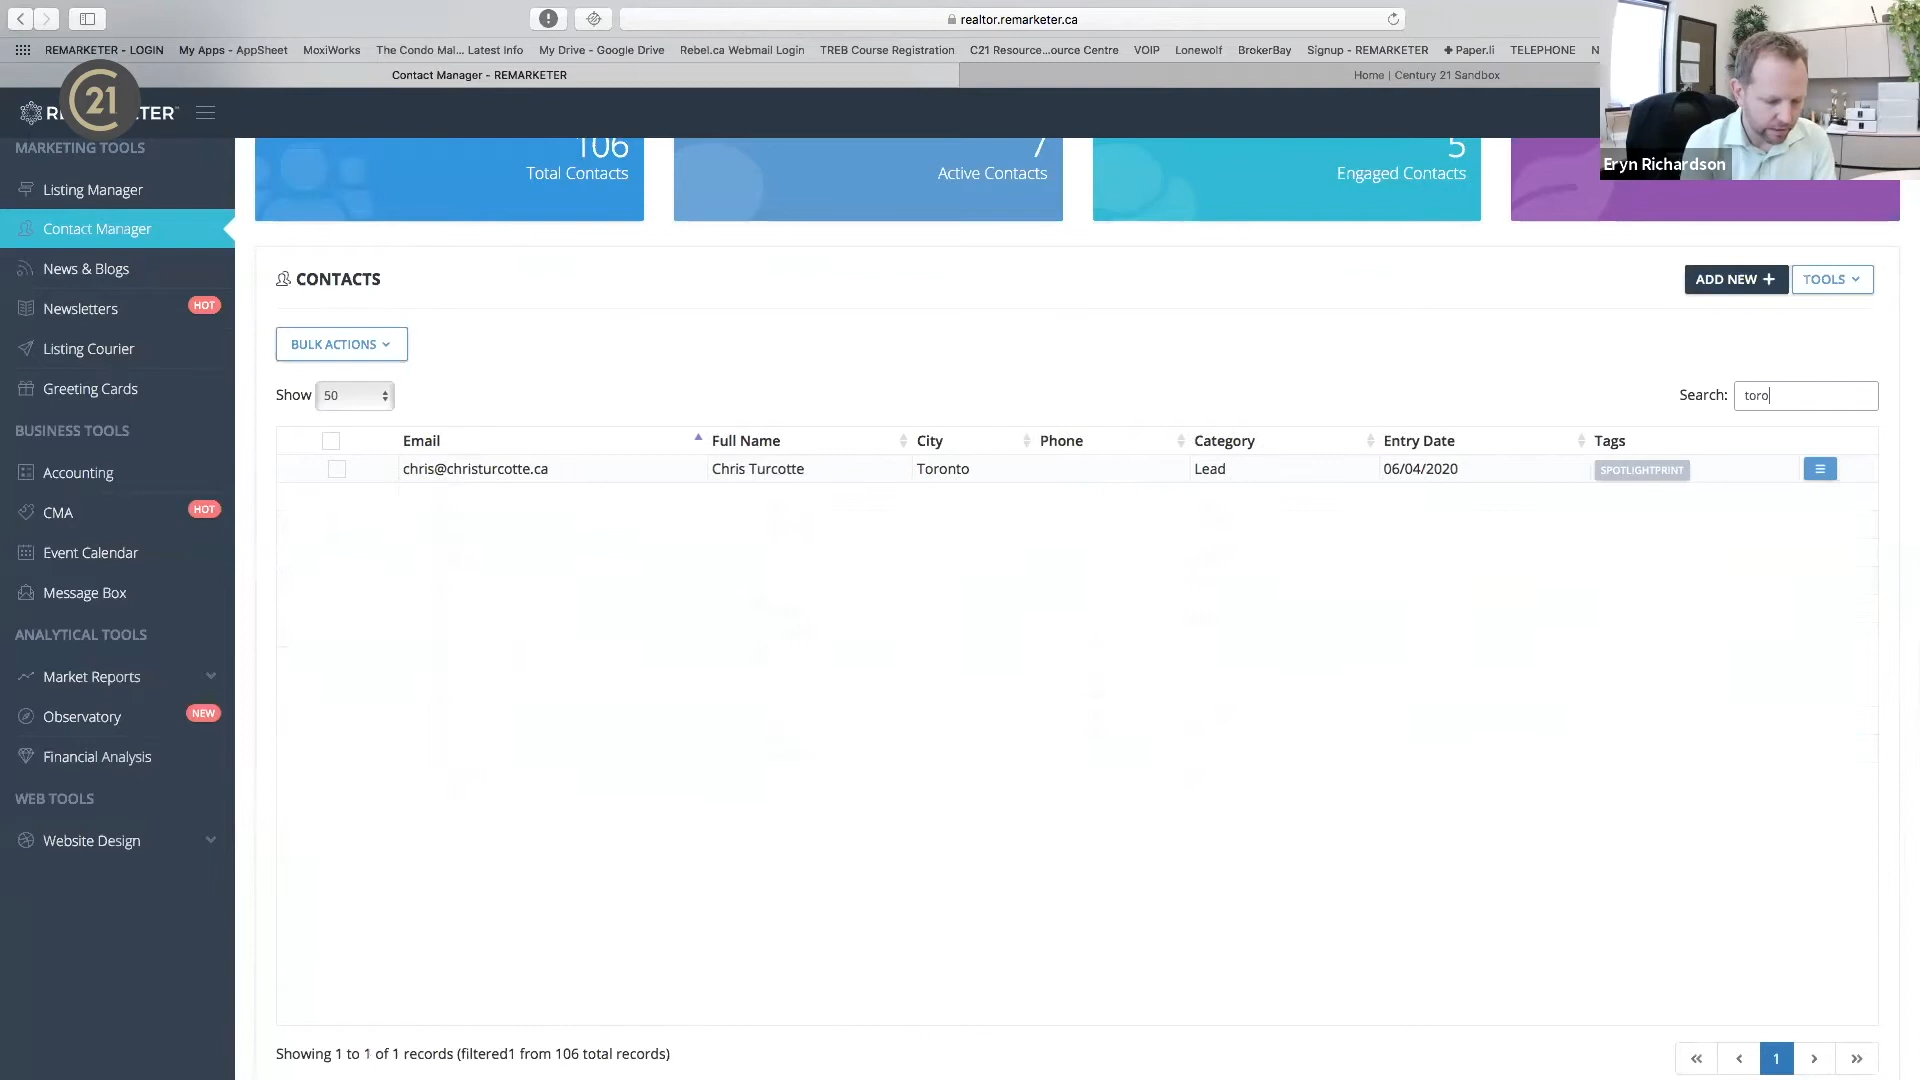 realtor.remarketer.ca
REMARKETER - LOGIN
My Apps - AppSheet
MoxiWorks
The Condo Mal... Latest Info
My Drive - Google Drive
Rebel.ca Webmail Login
TREB Course Registration
C21 Resource...ource Centre
VOIP
Lonewolf
BrokerBay
Signup - REMARKETER
Paper.li
TELEPHONE
N
Contact Manager - REMARKETER
Home | Century 21 Sandbox
21
Eryn Richardson
MARKETING TOOLS
Listing Manager
Contact Manager
News & Blogs
Newsletters
HOT
Listing Courier
Greeting Cards
BUSINESS TOOLS
Accounting
CMA
HOT
Event Calendar
Message Box
ANALYTICAL TOOLS
Market Reports
Observatory
NEW
Financial Analysis
WEB TOOLS
Website Design
106
Total Contacts
7
Active Contacts
5
Engaged Contacts
CONTACTS
ADD NEW +
TOOLS
BULK ACTIONS
Show 50
Search: toro
Email Full Name City Phone Category Entry Date Tags
chris@christurcotte.ca Chris Turcotte Toronto Lead 06/04/2020 SPOTLIGHTPRINT
Showing 1 to 1 of 1 records (filtered1 from 106 total records)
« ‹ 1 › »